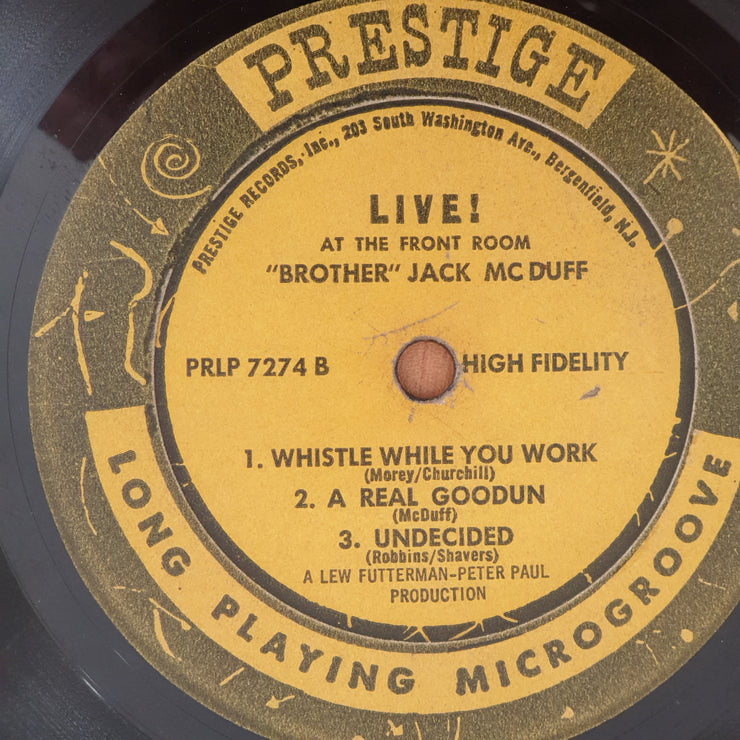 PRESTIGE
PRESTIGE RECORDS, Inc., 203 South Washington Ave., Bergenfield, N.J.
LIVE!
AT THE FRONT ROOM
"BROTHER" JACK MC DUFF
PRLP 7274 B HIGH FIDELITY
1. WHISTLE WHILE YOU WORK
(Morey/Churchill)
2. A REAL GOODUN
(McDuff)
3. UNDECIDED
(Robbins/Shavers)
A LEW FUTTERMAN-PETER PAUL
PRODUCTION
LONG PLAYING MICROGROOVE